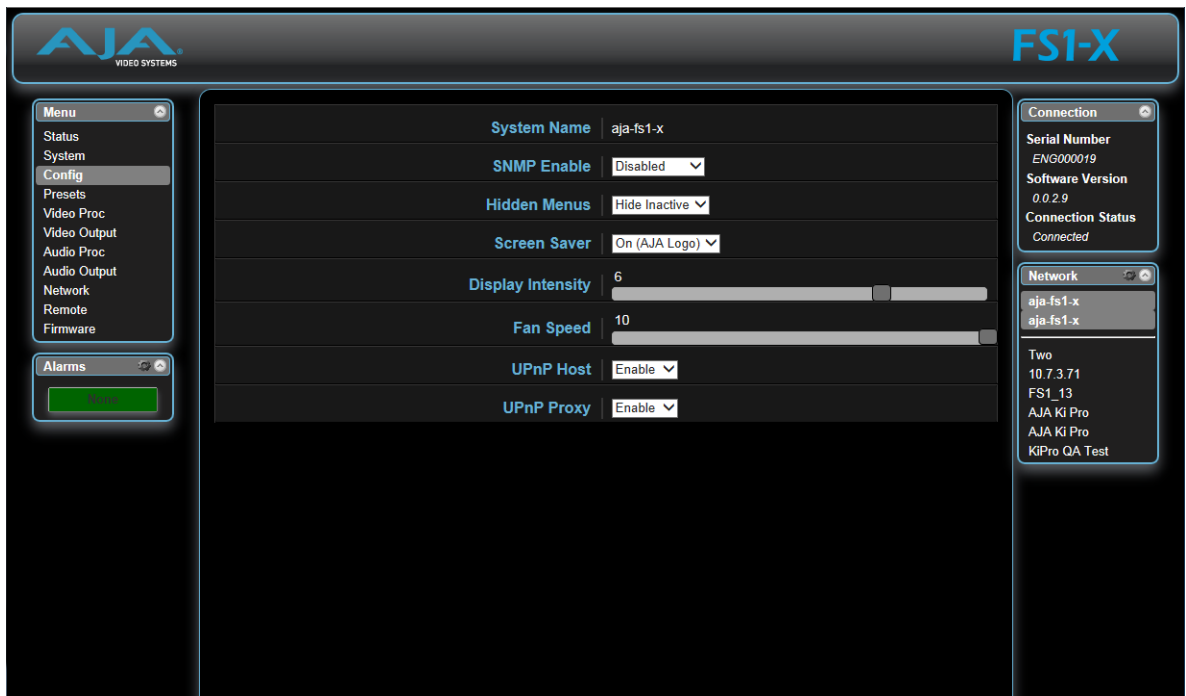 AJA
VIDEO SYSTEMS
FS1-X
Menu
Status
System
Config
Presets
Video Proc
Video Output
Audio Proc
Audio Output
Network
Remote
Firmware
Alarms
None
System Name aja-fs1-x
SNMP Enable Disabled
Hidden Menus Hide Inactive
Screen Saver On (AJA Logo)
Display Intensity 6
Fan Speed 10
UPnP Host Enable
UPnP Proxy Enable
Connection
Serial Number
ENG000019
Software Version
0.0.2.9
Connection Status
Connected
Network
aja-fs1-x
aja-fs1-x
Two
10.7.3.71
FS1_13
AJA Ki Pro
AJA Ki Pro
KiPro QA Test